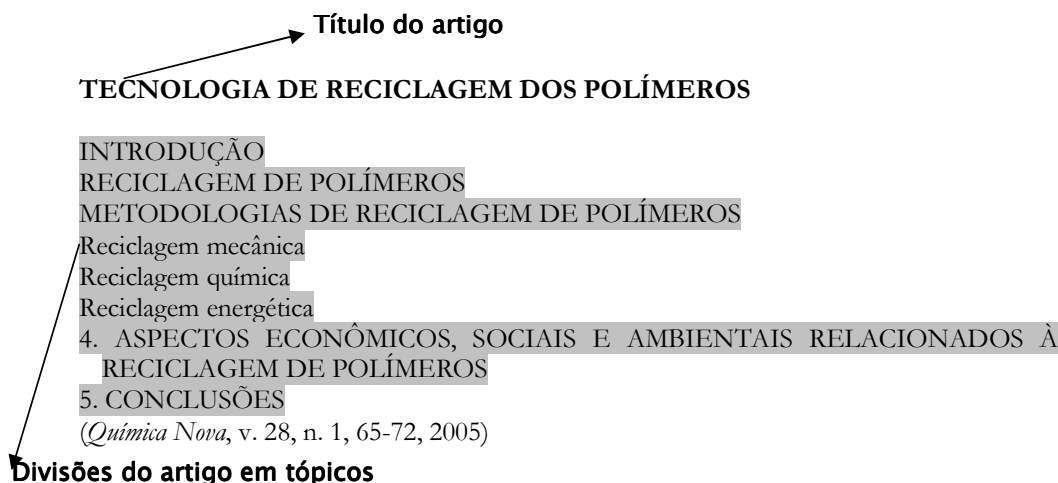 Título do artigo
TECNOLOGIA DE RECICLAGEM DOS POLÍMEROS
INTRODUÇÃO
RECICLAGEM DE POLÍMEROS
METODOLOGIAS DE RECICLAGEM DE POLÍMEROS
Reciclagem mecânica
Reciclagem química
Reciclagem energética
4. ASPECTOS ECONÔMICOS, SOCIAIS E AMBIENTAIS RELACIONADOS À
RECICLAGEM DE POLÍMEROS
5. CONCLUSÕES
(Química Nova, v. 28, n. 1, 65-72, 2005)
Divisões do artigo em tópicos